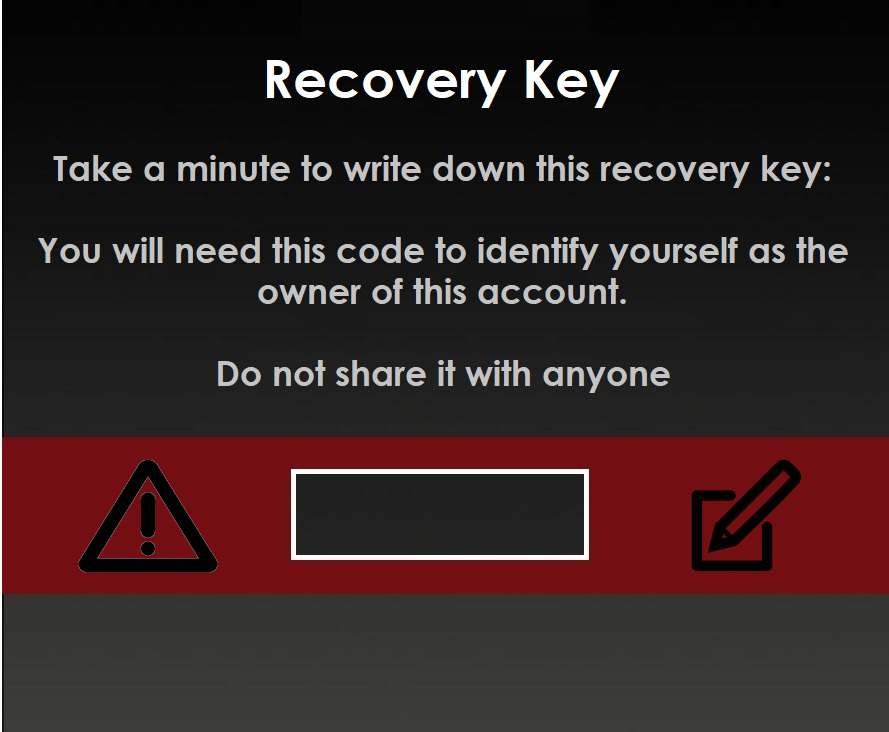 Recovery Key
Take a minute to write down this recovery key:
You will need this code to identify yourself as the
owner of this account.
Do not share it with anyone